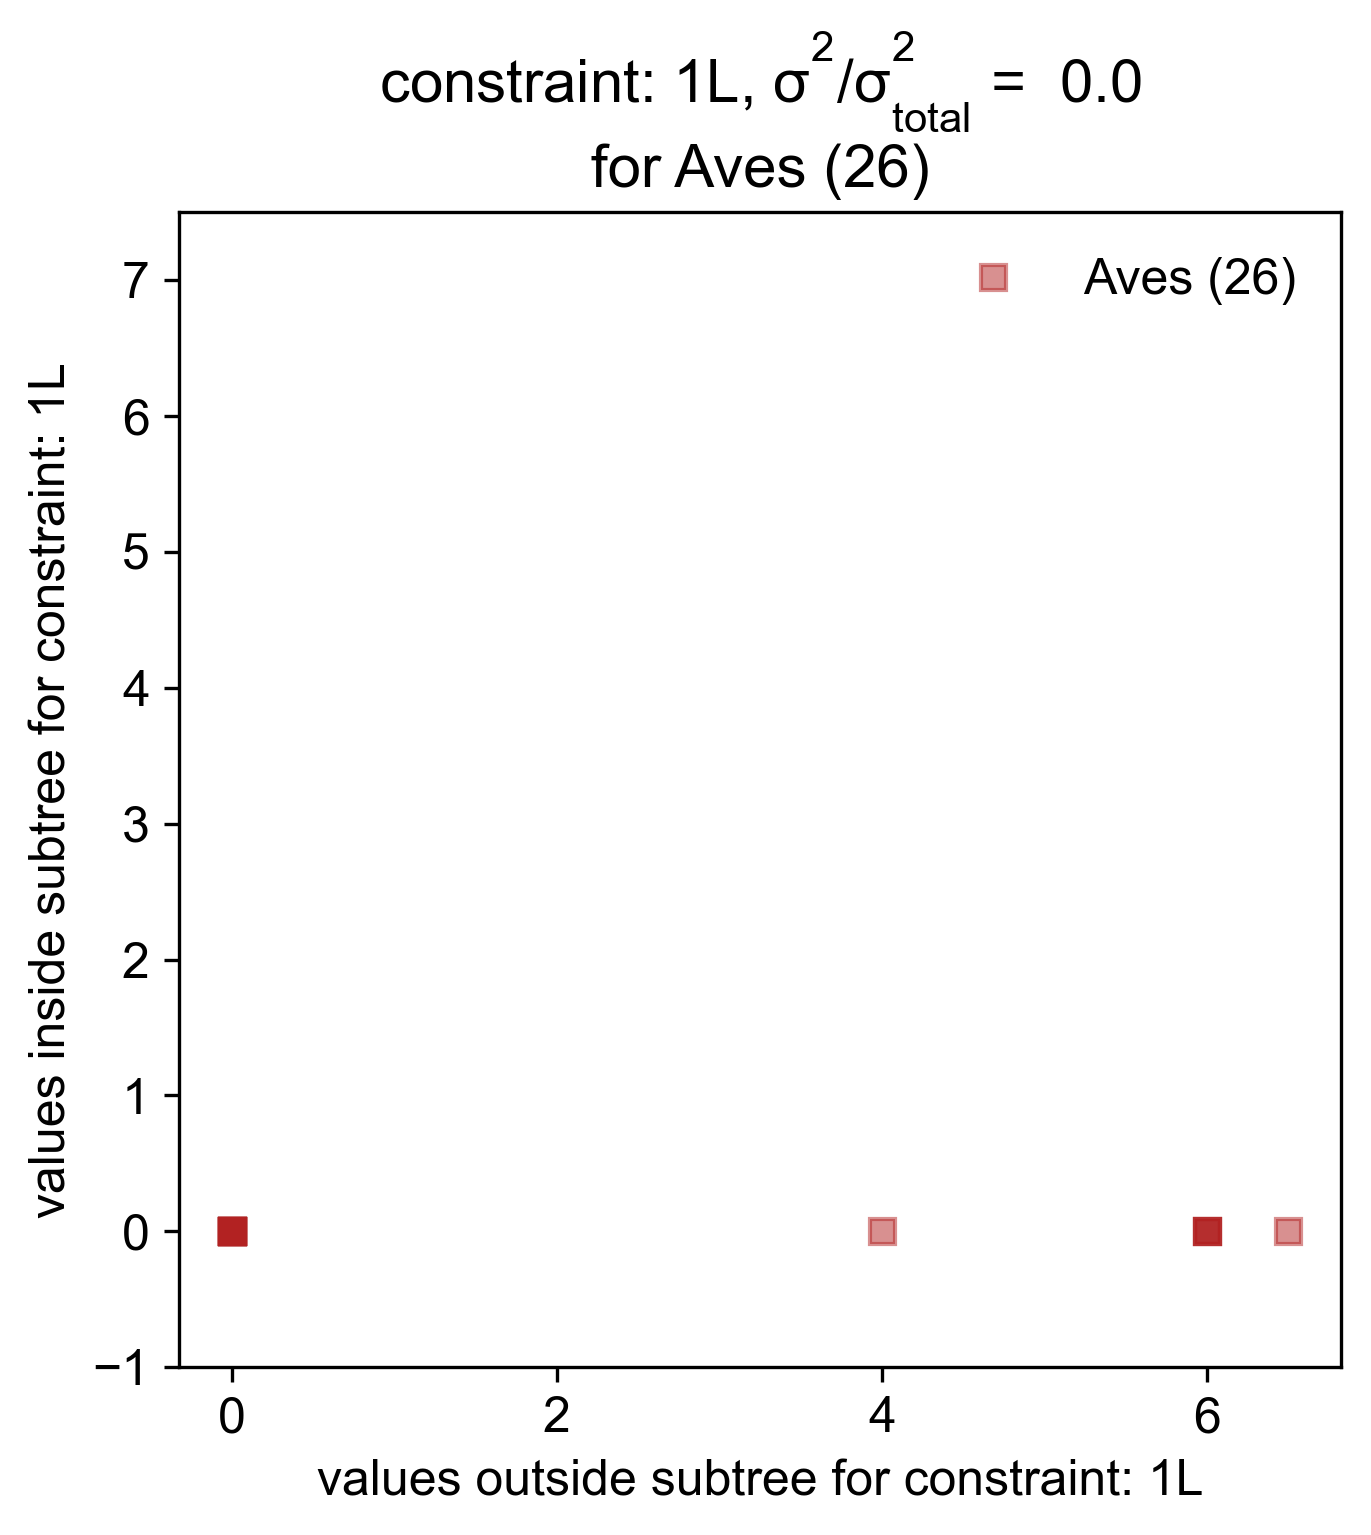 constraint: 1L, σ²/σ²total = 0.0
for Aves (26)
Aves (26)
7
6
5
4
3
2
1
0
−1
values inside subtree for constraint: 1L
0 2 4 6
values outside subtree for constraint: 1L